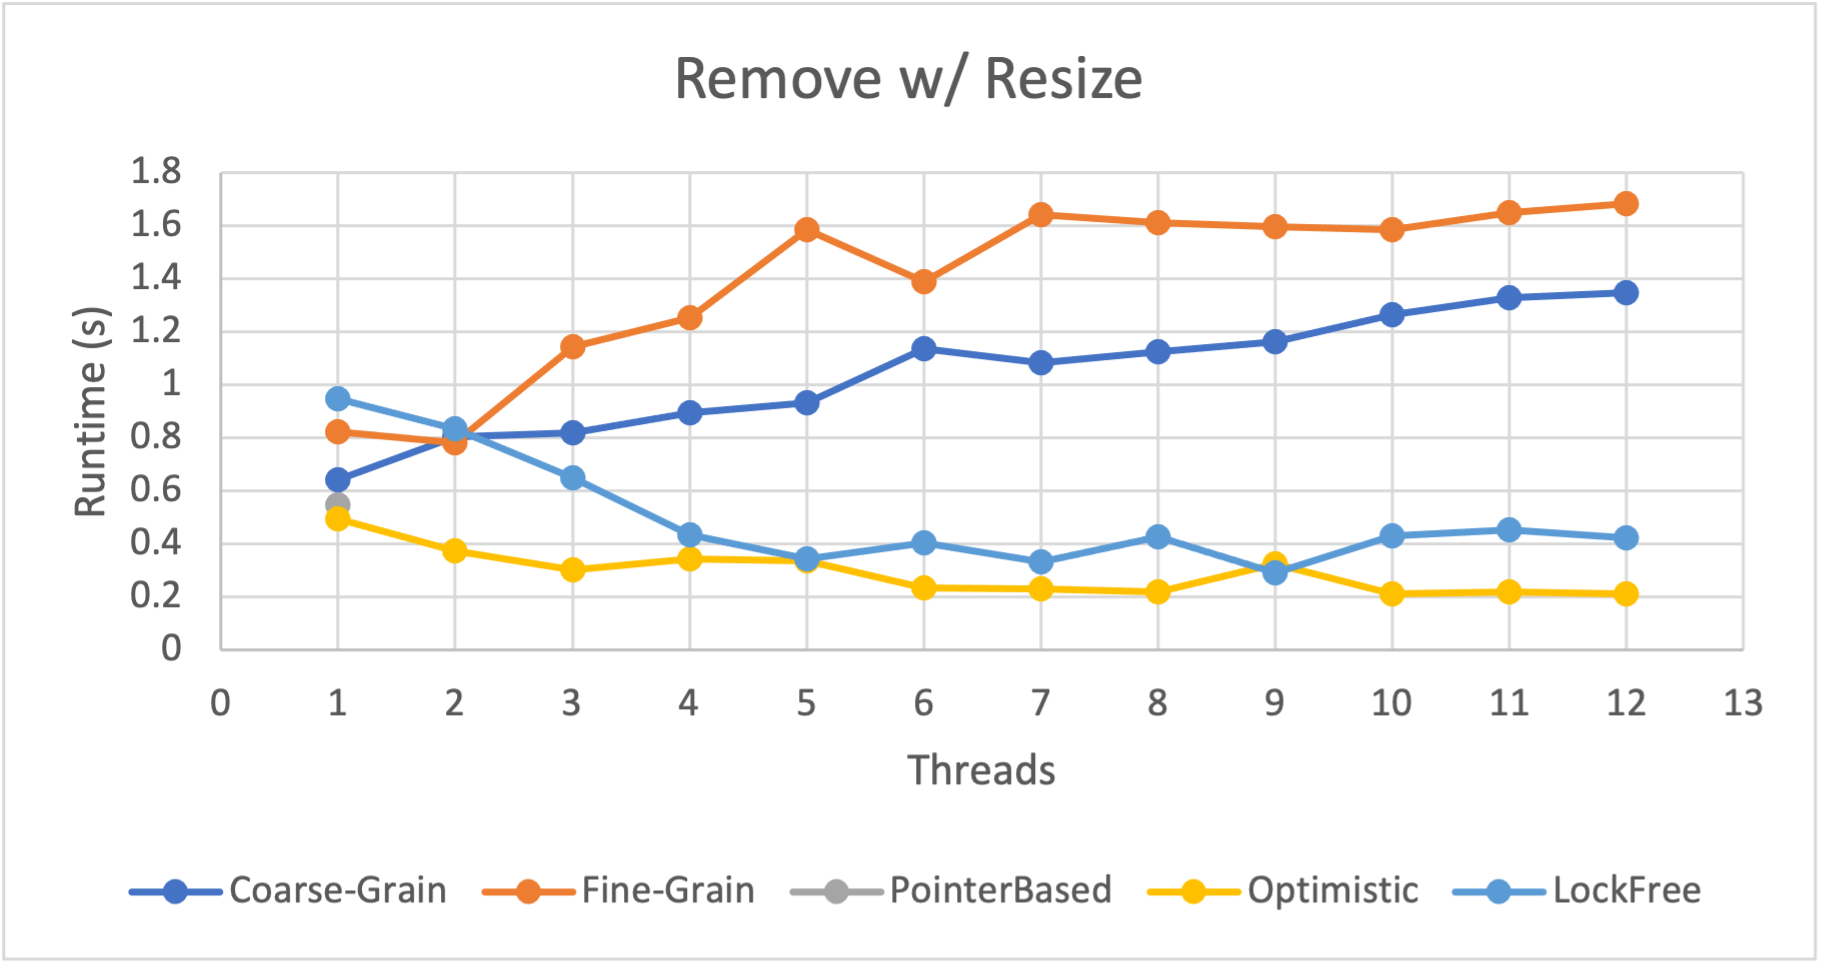 Remove w/ Resize
1.8
1.6
1.4
1.2
1
0.8
0.6
0.4
0.2
0
Runtime (s)
0 1 2 3 4 5 6 7 8 9 10 11 12 13
Threads
Coarse-Grain Fine-Grain PointerBased Optimistic LockFree